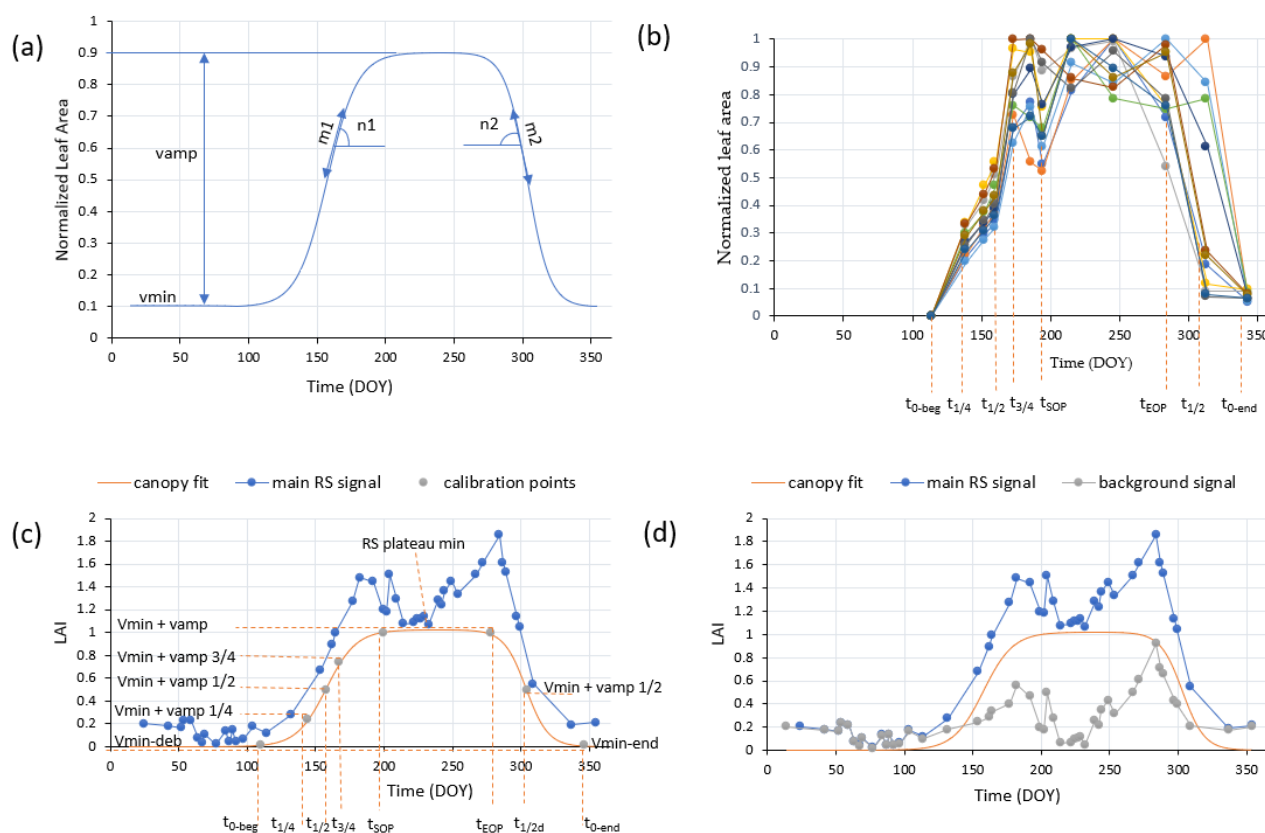 (a)
Normalized Leaf Area
1
0.9
0.8
0.7
0.6
0.5
0.4
0.3
0.2
0.1
0
vamp
vmin
m1
n1
n2
m2
0 50 100 150 200 250 300 350
Time (DOY)
(b)
Normalized leaf area
1
0.9
0.8
0.7
0.6
0.5
0.4
0.3
0.2
0.1
0
0 50 100 150 200 250 300 350
Time (DOY)
t0-beg t1/4 t1/2 t3/4 tSOP tEOP t1/2 t0-end
canopy fit main RS signal calibration points
(c)
LAI
2
1.8
1.6
1.4
1.2
1
0.8
0.6
0.4
0.2
0
RS plateau min
Vmin + vamp
Vmin + vamp 3/4
Vmin + vamp 1/2
Vmin + vamp 1/2
Vmin + vamp 1/4
Vmin-deb
Vmin-end
0 50 100 150 200 250 300 350
Time (DOY)
t0-beg t1/4 t1/2 t3/4 tSOP tEOP t1/2d t0-end
canopy fit main RS signal background signal
(d)
LAI
2
1.8
1.6
1.4
1.2
1
0.8
0.6
0.4
0.2
0
0 50 100 150 200 250 300 350
Time (DOY)